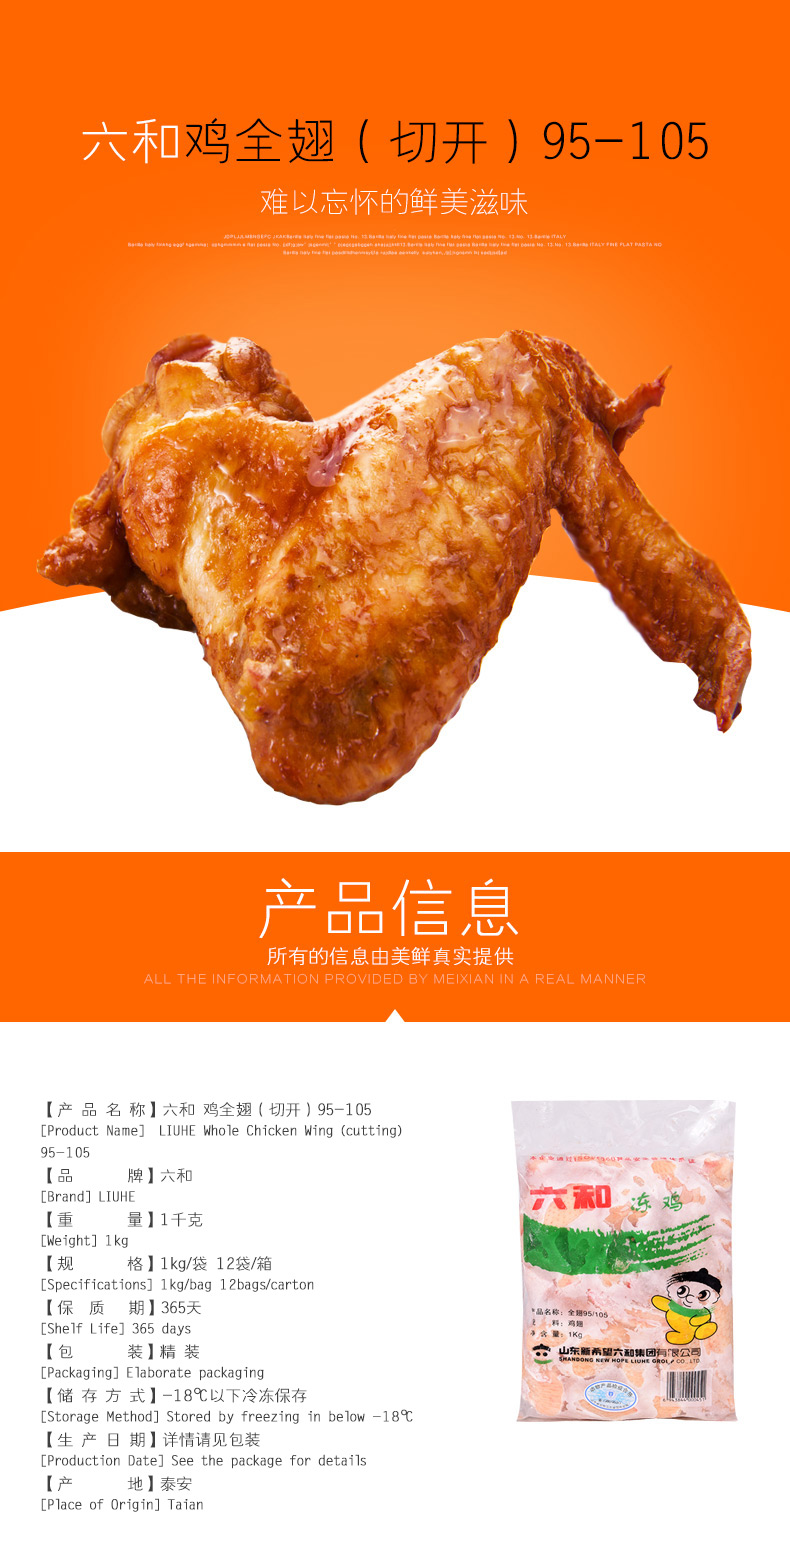 六和鸡全翅（切开）95-105
难以忘怀的鲜美滋味
产品信息
所有的信息由美鲜真实提供
ALL THE INFORMATION PROVIDED BY MEIXIAN IN A REAL MANNER
【产 品 名 称】六和 鸡全翅（切开）95-105
[Product Name] LIUHE Whole Chicken Wing (cutting)
95-105
【品 牌】六和
[Brand] LIUHE
【重 量】1千克
[Weight] 1kg
【规 格】1kg/袋 12袋/箱
[Specifications] 1kg/bag 12bags/carton
【保 质 期】365天
[Shelf Life] 365 days
【包 装】精 装
[Packaging] Elaborate packaging
【储 存 方 式】-18℃以下冷冻保存
[Storage Method] Stored by freezing in below -18℃
【生 产 日 期】详情请见包装
[Production Date] See the package for details
【产 地】泰安
[Place of Origin] Taian
六和 冻鸡
品名称：全翅95/105
料：鸡翅
含量：1Kg
山东新希望六和集团有限公司
SHANDONG NEW HOPE LIUHE GRO CO., LTD.